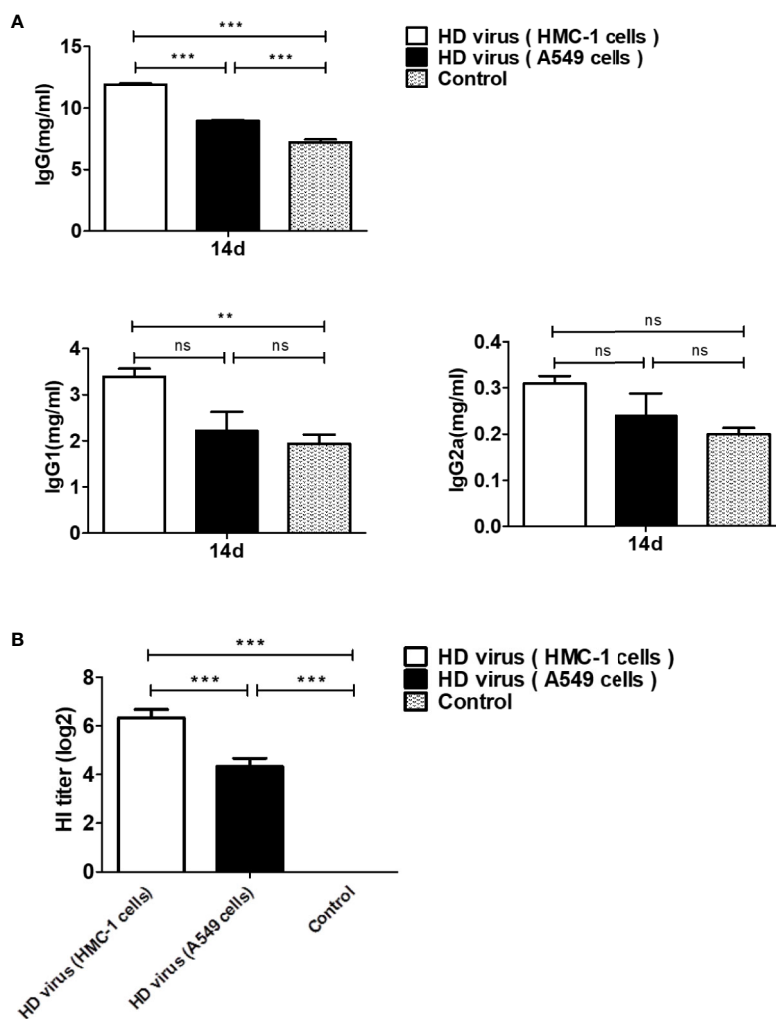 A
***
*** ***
15
10
5
0
IgG(mg/ml)
14d
HD virus ( HMC-1 cells )
HD virus ( A549 cells )
Control
**
ns ns
4
3
2
1
0
IgG1(mg/ml)
14d
ns
ns ns
0.4
0.3
0.2
0.1
0.0
IgG2a(mg/ml)
14d
B
***
*** ***
8
6
4
2
0
HI titer (log2)
HD virus (HMC-1 cells)
HD virus (A549 cells)
Control
HD virus ( HMC-1 cells )
HD virus ( A549 cells )
Control